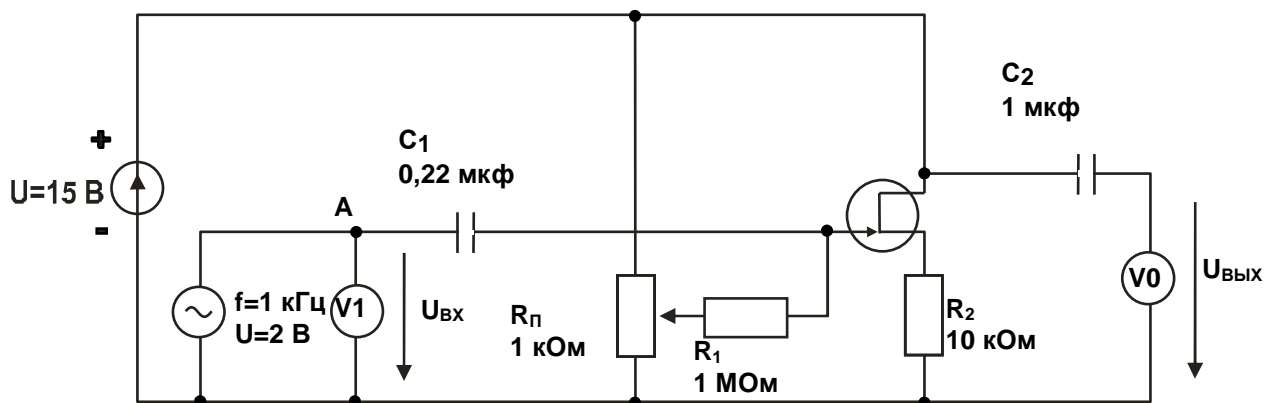 C2
1 мкф
+
C1
0,22 мкф
U=15 В
-
A
f=1 кГц
U=2 В
V1
UВХ
RП
1 кОм
R1
1 МОм
R2
10 кОм
V0
UВЫХ